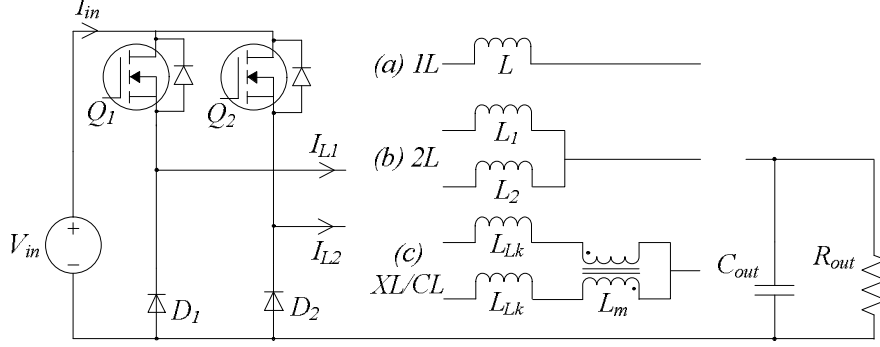 I_in
(a) 1L
L
Q_1
Q_2
L_1
I_L1
(b) 2L
L_2
V_in
+
−
I_L2
(c)
XL/CL
L_Lk
L_Lk
L_m
C_out
R_out
D_1
D_2